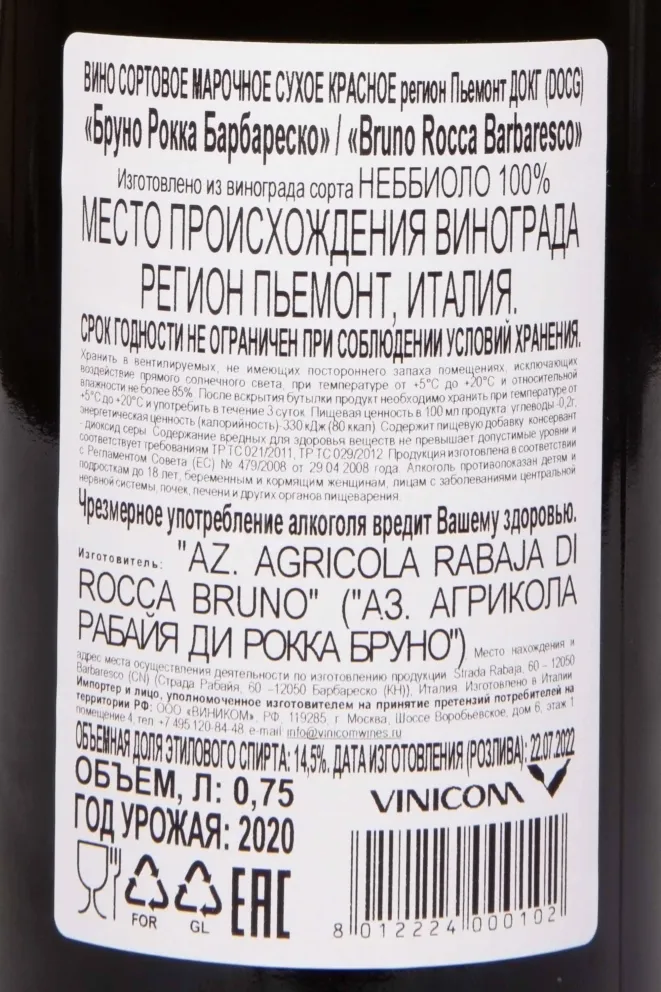 ВИНО СОРТОВОЕ МАРОЧНОЕ СУХОЕ КРАСНОЕ регион Пьемонт ДОКГ (DOCG)
«Бруно Рокка Барбареско» / «Bruno Rocca Barbaresco»
Изготовлено из винограда сорта НЕББИОЛО 100%
МЕСТО ПРОИСХОЖДЕНИЯ ВИНОГРАДА
РЕГИОН ПЬЕМОНТ, ИТАЛИЯ.
СРОК ГОДНОСТИ НЕ ОГРАНИЧЕН ПРИ СОБЛЮДЕНИИ УСЛОВИЙ ХРАНЕНИЯ.
Хранить в вентилируемых, не имеющих постороннего запаха помещениях, исключающих
воздействие прямого солнечного света, при температуре от +5°С до +20°С и относительной
влажности не более 85%. После вскрытия бутылки продукт необходимо хранить при температуре от
+5°С до +20°С и употребить в течение 3 суток. Пищевая ценность в 100 мл продукта: углеводы -0,2г,
энергетическая ценность (калорийность)-330 кДж (80 ккал). Содержит пищевую добавку консервант
- диоксид серы. Содержание вредных для здоровья веществ не превышает допустимые уровни и
соответствует требованиям ТР ТС 021/2011, ТР ТС 029/2012. Продукция изготовлена в соответствии
с Регламентом Совета (ЕС) № 479/2008 от 29.04.2008 года. Алкоголь противопоказан детям и
подросткам до 18 лет, беременным и кормящим женщинам, лицам с заболеваниями центральной
нервной системы, почек, печени и других органов пищеварения.
Чрезмерное употребление алкоголя вредит Вашему здоровью.
Изготовитель: "AZ. AGRICOLA RABAJA DI
ROCCA BRUNO" ("АЗ. АГРИКОЛА
РАБАЙЯ ДИ РОККА БРУНО") Место нахождения и
адрес места осуществления деятельности по изготовлению продукции: Strada Rabaja, 60 – 12050
Barbaresco (CN) (Страда Рабайя, 60 –12050 Барбареско (КН)), Италия. Изготовлено в Италии
Импортер и лицо, уполномоченное изготовителем на принятие претензий потребителей на
территории РФ: ООО «ВИНИКОМ», РФ, 119285, г. Москва, Шоссе Воробьевское, дом 6, этаж 1
помещение 4, тел. +7 495 120-84-48, e-mail: info@vinicomwines.ru
ОБЪЕМНАЯ ДОЛЯ ЭТИЛОВОГО СПИРТА: 14,5%. ДАТА ИЗГОТОВЛЕНИЯ (РОЗЛИВА): 22.07.2022
ОБЪЕМ, Л: 0,75
VINICOM
ГОД УРОЖАЯ: 2020
FOR
GL
EAC
8 012224 000102